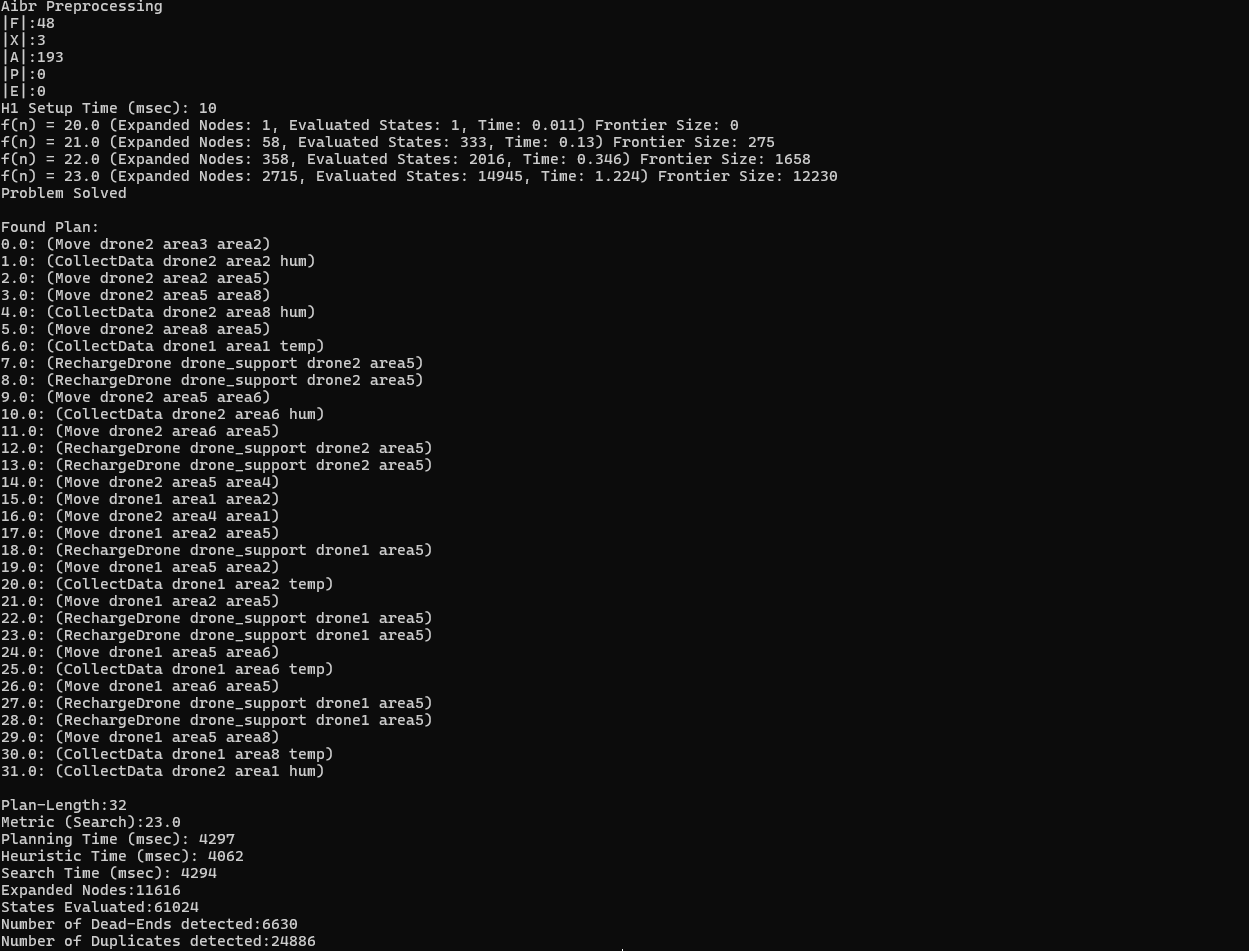 Aibr Preprocessing
|F|:48
|X|:3
|A|:193
|P|:0
|E|:0
H1 Setup Time (msec): 10
f(n) = 20.0 (Expanded Nodes: 1, Evaluated States: 1, Time: 0.011) Frontier Size: 0
f(n) = 21.0 (Expanded Nodes: 58, Evaluated States: 333, Time: 0.13) Frontier Size: 275
f(n) = 22.0 (Expanded Nodes: 358, Evaluated States: 2016, Time: 0.346) Frontier Size: 1658
f(n) = 23.0 (Expanded Nodes: 2715, Evaluated States: 14945, Time: 1.224) Frontier Size: 12230
Problem Solved
Found Plan:
0.0: (Move drone2 area3 area2)
1.0: (CollectData drone2 area2 hum)
2.0: (Move drone2 area2 area5)
3.0: (Move drone2 area5 area8)
4.0: (CollectData drone2 area8 hum)
5.0: (Move drone2 area8 area5)
6.0: (CollectData drone1 area1 temp)
7.0: (RechargeDrone drone_support drone2 area5)
8.0: (RechargeDrone drone_support drone2 area5)
9.0: (Move drone2 area5 area6)
10.0: (CollectData drone2 area6 hum)
11.0: (Move drone2 area6 area5)
12.0: (RechargeDrone drone_support drone2 area5)
13.0: (RechargeDrone drone_support drone2 area5)
14.0: (Move drone2 area5 area4)
15.0: (Move drone1 area1 area2)
16.0: (Move drone2 area4 area1)
17.0: (Move drone1 area2 area5)
18.0: (RechargeDrone drone_support drone1 area5)
19.0: (Move drone1 area5 area2)
20.0: (CollectData drone1 area2 temp)
21.0: (Move drone1 area2 area5)
22.0: (RechargeDrone drone_support drone1 area5)
23.0: (RechargeDrone drone_support drone1 area5)
24.0: (Move drone1 area5 area6)
25.0: (CollectData drone1 area6 temp)
26.0: (Move drone1 area6 area5)
27.0: (RechargeDrone drone_support drone1 area5)
28.0: (RechargeDrone drone_support drone1 area5)
29.0: (Move drone1 area5 area8)
30.0: (CollectData drone1 area8 temp)
31.0: (CollectData drone2 area1 hum)
Plan-Length:32
Metric (Search):23.0
Planning Time (msec): 4297
Heuristic Time (msec): 4062
Search Time (msec): 4294
Expanded Nodes:11616
States Evaluated:61024
Number of Dead-Ends detected:6630
Number of Duplicates detected:24886